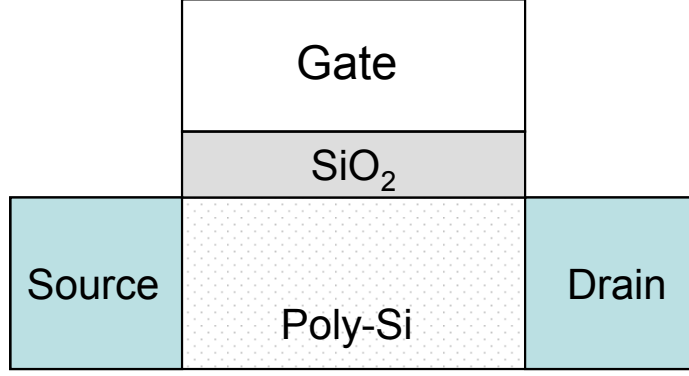 Gate
SiO₂
Source
Poly-Si
Drain